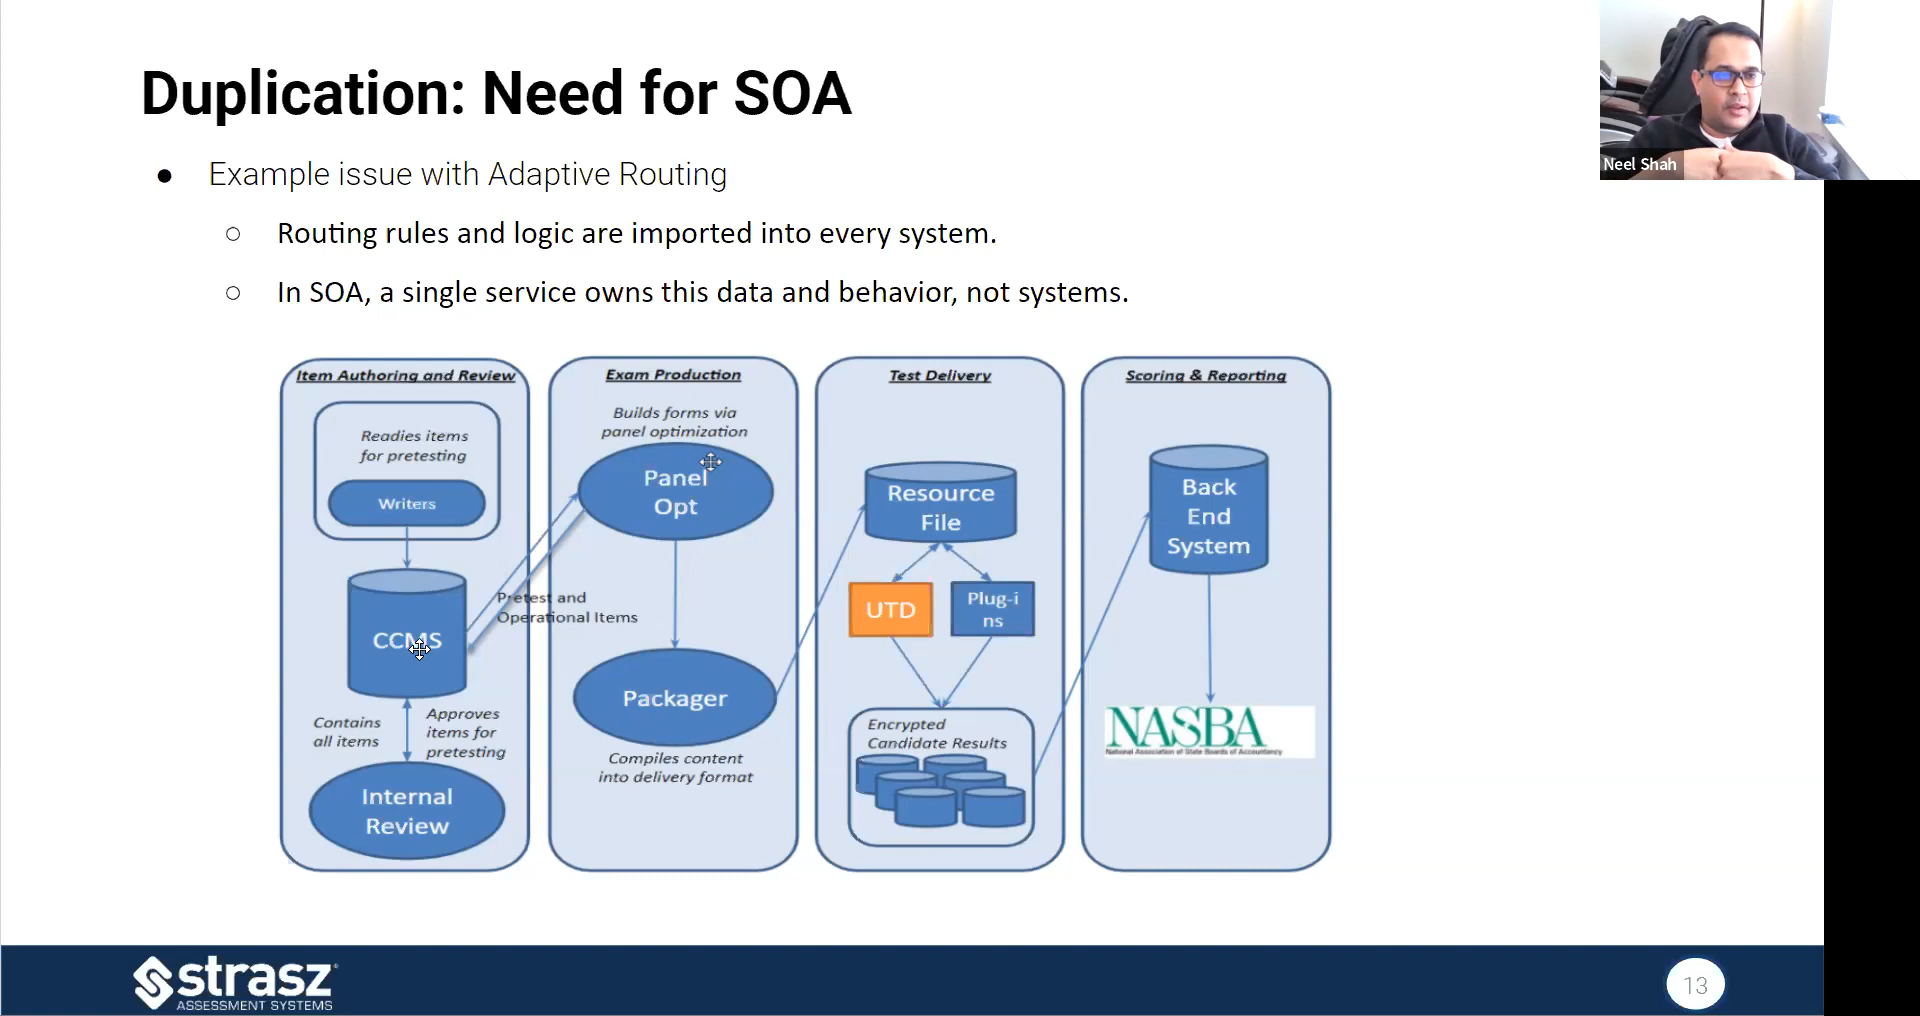 Duplication: Need for SOA
Neel Shah
● Example issue with Adaptive Routing
○ Routing rules and logic are imported into every system.
○ In SOA, a single service owns this data and behavior, not systems.
Item Authoring and Review
Readies items
for pretesting
Writers
CCMS
Contains
all items
Approves
items for
pretesting
Internal
Review
Pretest and
Operational Items
Exam Production
Builds forms via
panel optimization
Panel
Opt
Packager
Compiles content
into delivery format
Test Delivery
Resource
File
UTD
Plug-i
ns
Encrypted
Candidate Results
Scoring & Reporting
Back
End
System
NASBA
National Association of State Boards of Accountancy
strasz
ASSESSMENT SYSTEMS
13